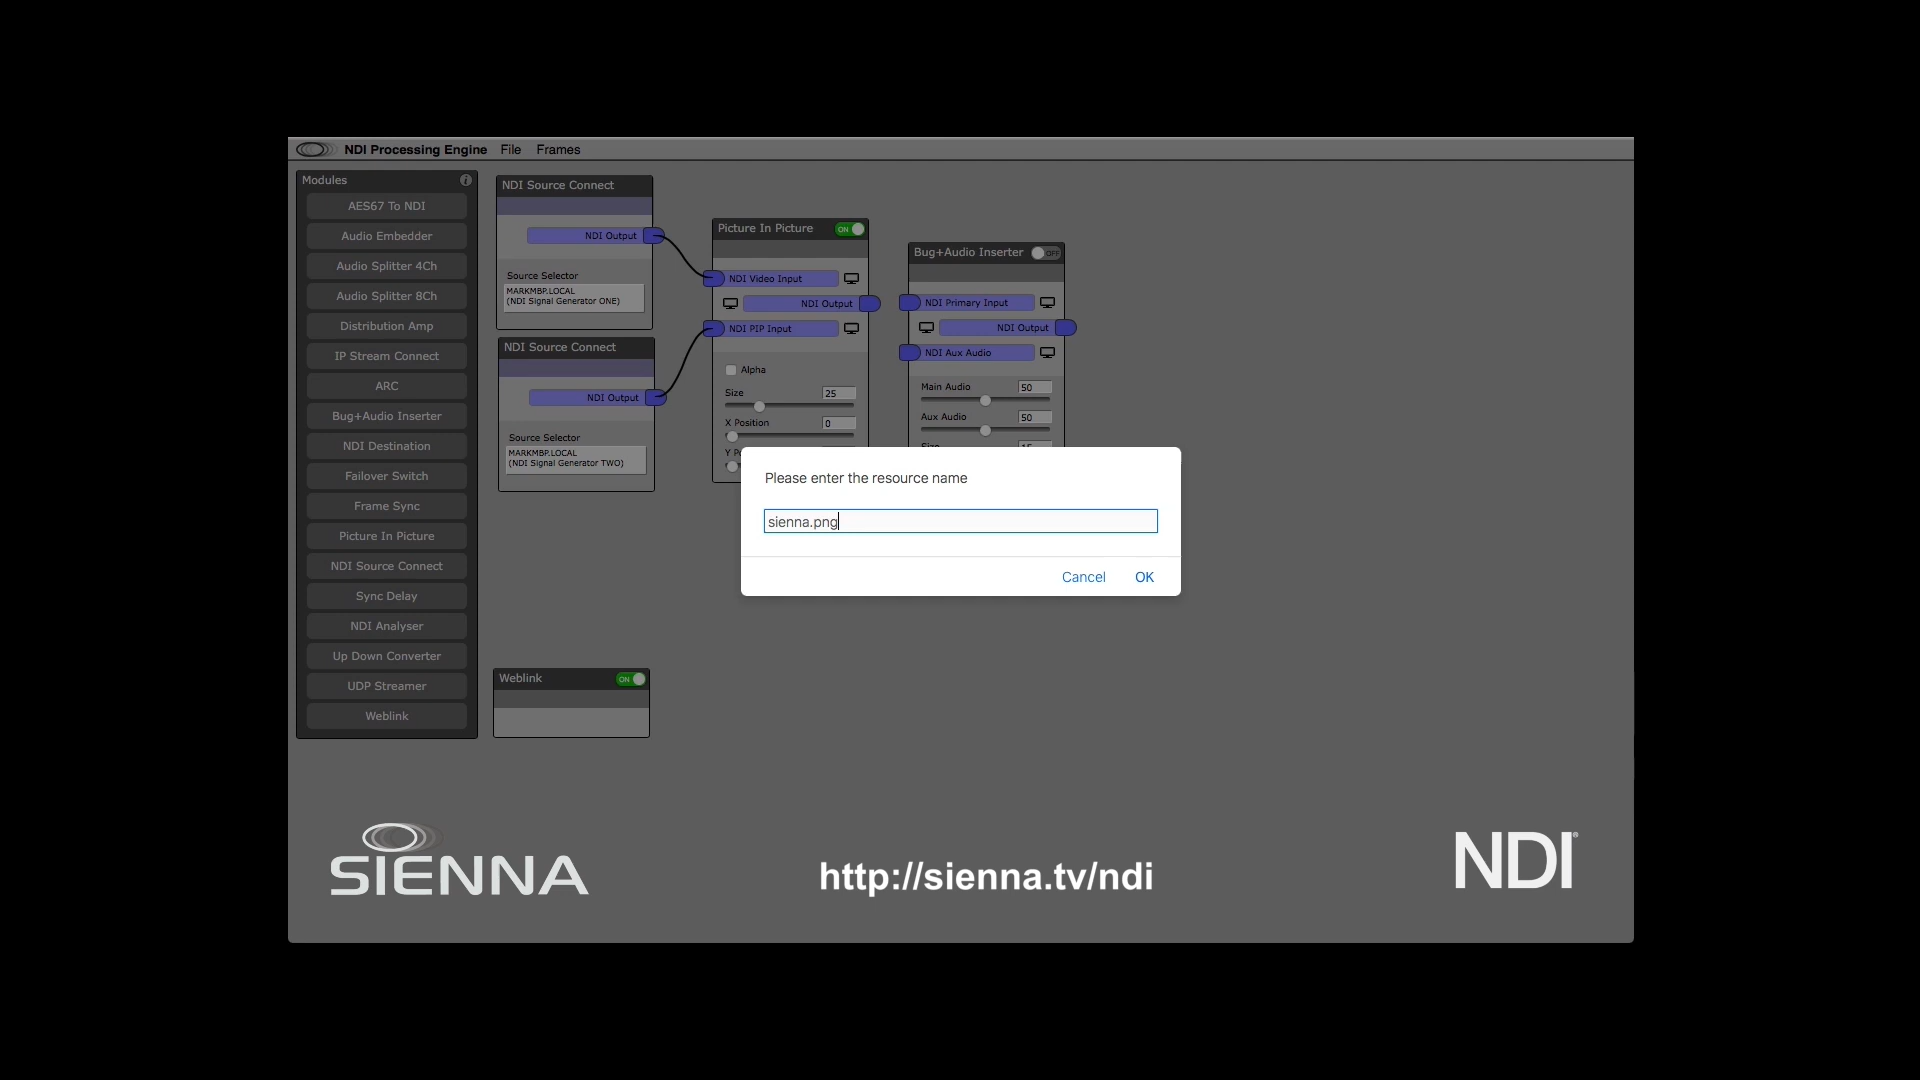 NDI Processing Engine File Frames
Modules
AES67 To NDI
Audio Embedder
Audio Splitter 4Ch
Audio Splitter 8Ch
Distribution Amp
IP Stream Connect
ARC
Bug+Audio Inserter
NDI Destination
Failover Switch
Frame Sync
Picture In Picture
NDI Source Connect
Sync Delay
NDI Analyser
Up Down Converter
UDP Streamer
Weblink
NDI Source Connect
NDI Output
Source Selector
MARKMBP.LOCAL
(NDI Signal Generator ONE)
NDI Source Connect
NDI Output
Source Selector
MARKMBP.LOCAL
(NDI Signal Generator TWO)
Picture In Picture ON
NDI Video Input
NDI Output
NDI PIP Input
Alpha
Size 25
X Position 0
Bug+Audio Inserter OFF
NDI Primary Input
NDI Output
NDI Aux Audio
Main Audio 50
Aux Audio 50
Please enter the resource name
sienna.png
Cancel OK
Weblink ON
SIENNA
http://sienna.tv/ndi
NDI